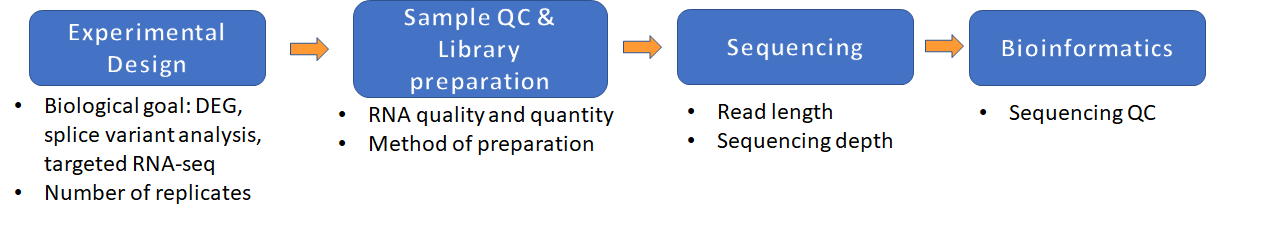 Experimental
Design
• Biological goal: DEG,
splice variant analysis,
targeted RNA-seq
• Number of replicates
Sample QC &
Library
preparation
• RNA quality and quantity
• Method of preparation
Sequencing
• Read length
• Sequencing depth
Bioinformatics
• Sequencing QC